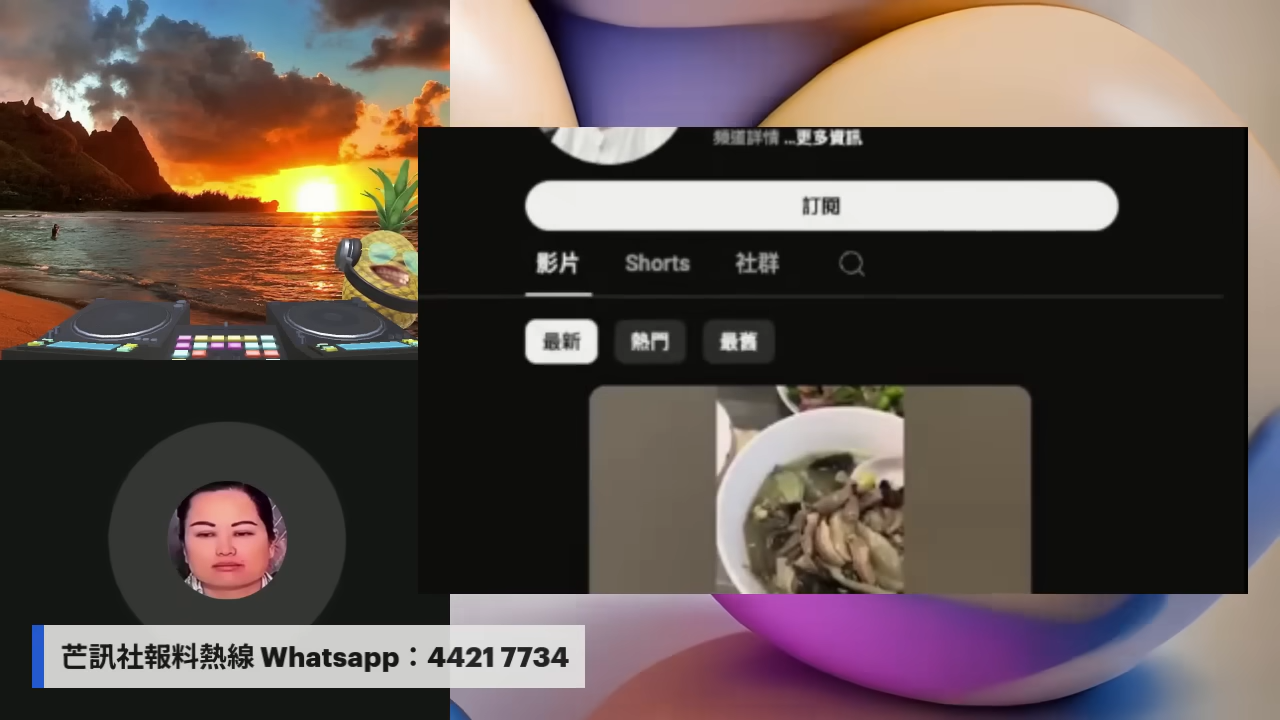 頻道詳情 ...更多資訊
訂閱
影片 Shorts 社群
最新 熱門 最舊
芒訊社報料熱線 Whatsapp：4421 7734